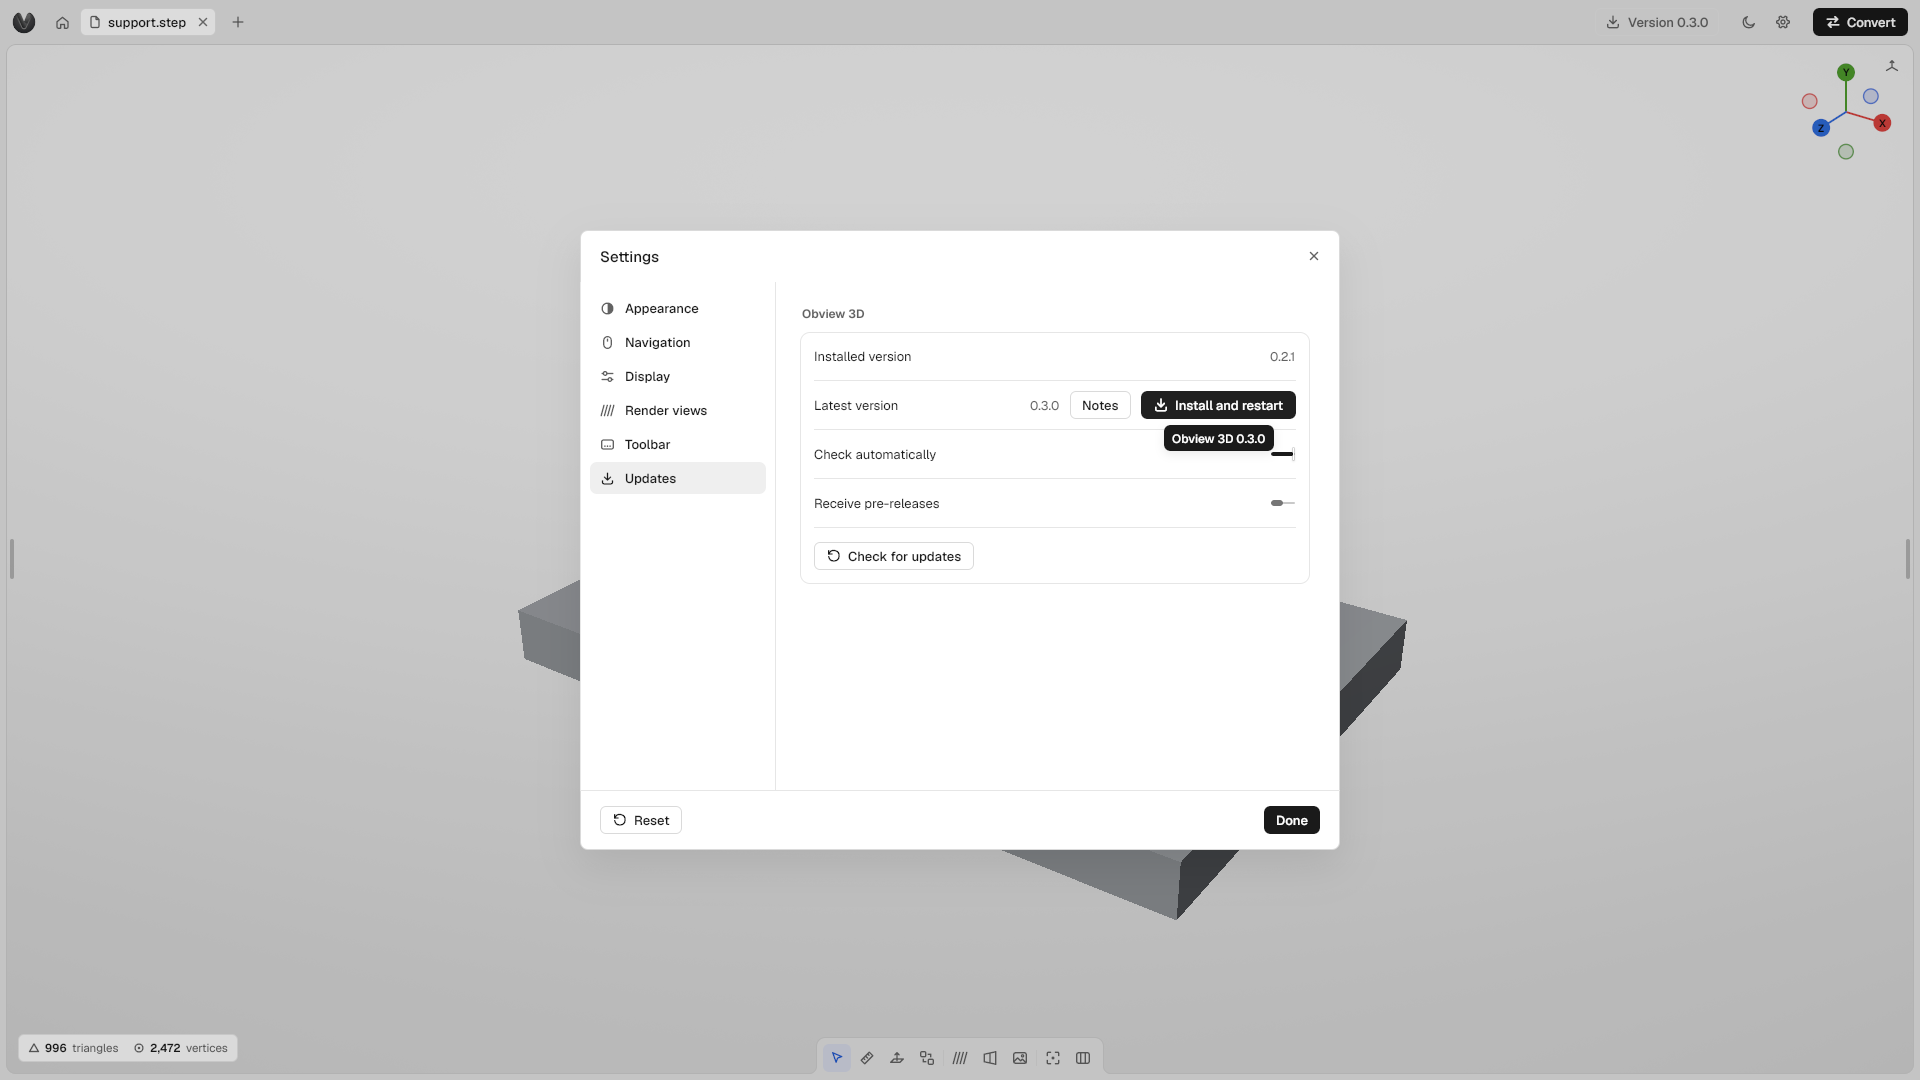 support.step
Version 0.3.0
Convert
Y
X
Z
Settings
Appearance
Navigation
Display
Render views
Toolbar
Updates
Obview 3D
Installed version 0.2.1
Latest version 0.3.0 Notes Install and restart
Obview 3D 0.3.0
Check automatically
Receive pre-releases
Check for updates
Reset
Done
996 triangles 2,472 vertices